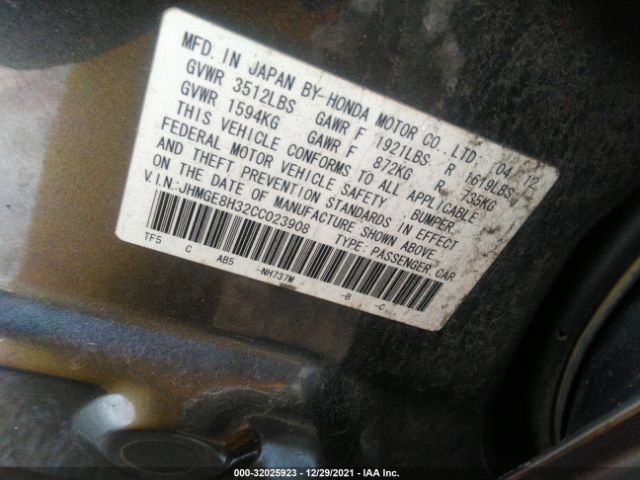 MFD. IN JAPAN BY HONDA MOTOR CO., LTD. 04/12
GVWR 3512LBS GAWR F 1921LBS R 1619LBS
GVWR 1594KG GAWR F 872KG R 735KG
THIS VEHICLE CONFORMS TO ALL APPLICABLE
FEDERAL MOTOR VEHICLE SAFETY, BUMPER,
AND THEFT PREVENTION STANDARDS IN EFFECT
ON THE DATE OF MANUFACTURE SHOWN ABOVE.
V.I.N:JHMGE8H32CC023908 TYPE: PASSENGER CAR
TF5 C AB5 -NH737M -B -C
000-32025923 - 12/29/2021 - IAA Inc.